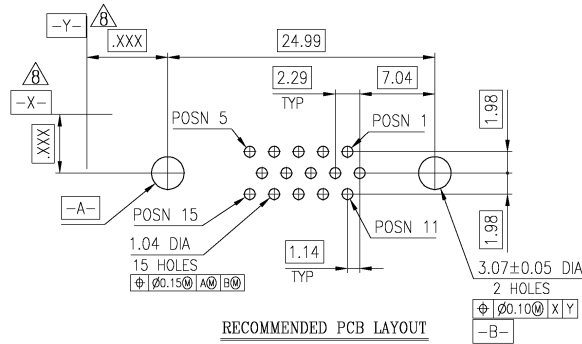 -Y-
8
.XXX
24.99
8
2.29
TYP
7.04
-X-
.XXX
POSN 5
POSN 1
1.98
-A-
POSN 15
POSN 11
1.98
1.04 DIA
15 HOLES
⌖ Ø0.15Ⓜ AⓂ BⓂ
1.14
TYP
3.07±0.05 DIA
2 HOLES
⌖ Ø0.10Ⓜ X Y
-B-
RECOMMENDED PCB LAYOUT